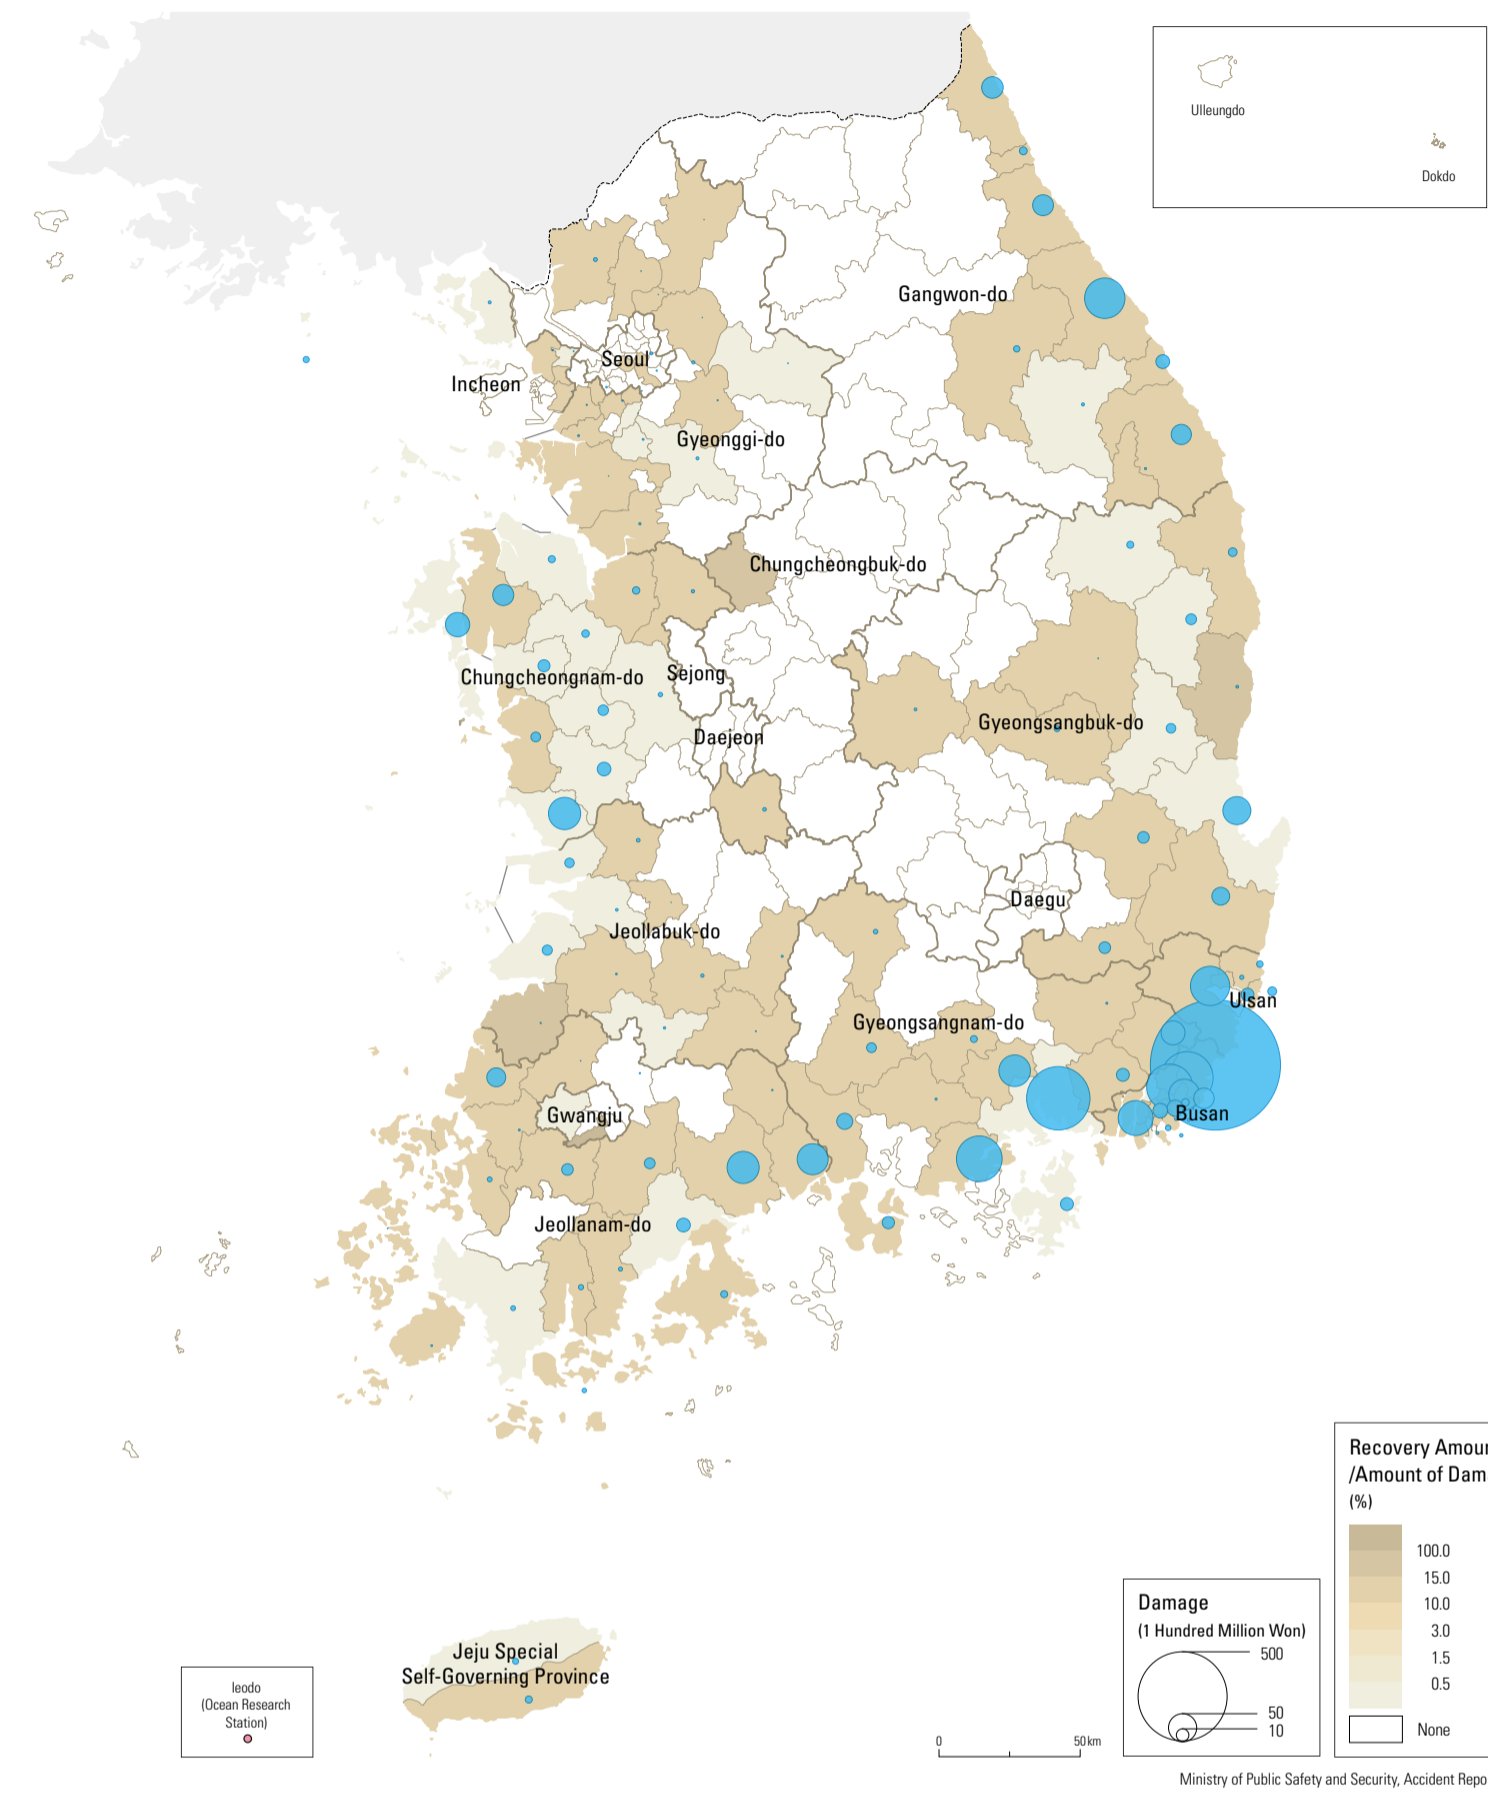 Ulleungdo
Dokdo
Gangwon-do
Seoul
Incheon
Gyeonggi-do
Chungcheongbuk-do
Sejong
Chungcheongnam-do
Gyeongsangbuk-do
Daejeon
Daegu
Jeollabuk-do
Ulsan
Gyeongsangnam-do
Gwangju
Busan
Jeollanam-do
Jeju Special
Self-Governing Province
Ieodo
(Ocean Research
Station)
0
50 km
Damage
(1 Hundred Million Won)
500
50
10
Recovery Amou
/Amount of Dam
(%)
100.0
15.0
10.0
3.0
1.5
0.5
None
Ministry of Public Safety and Security, Accident Repo